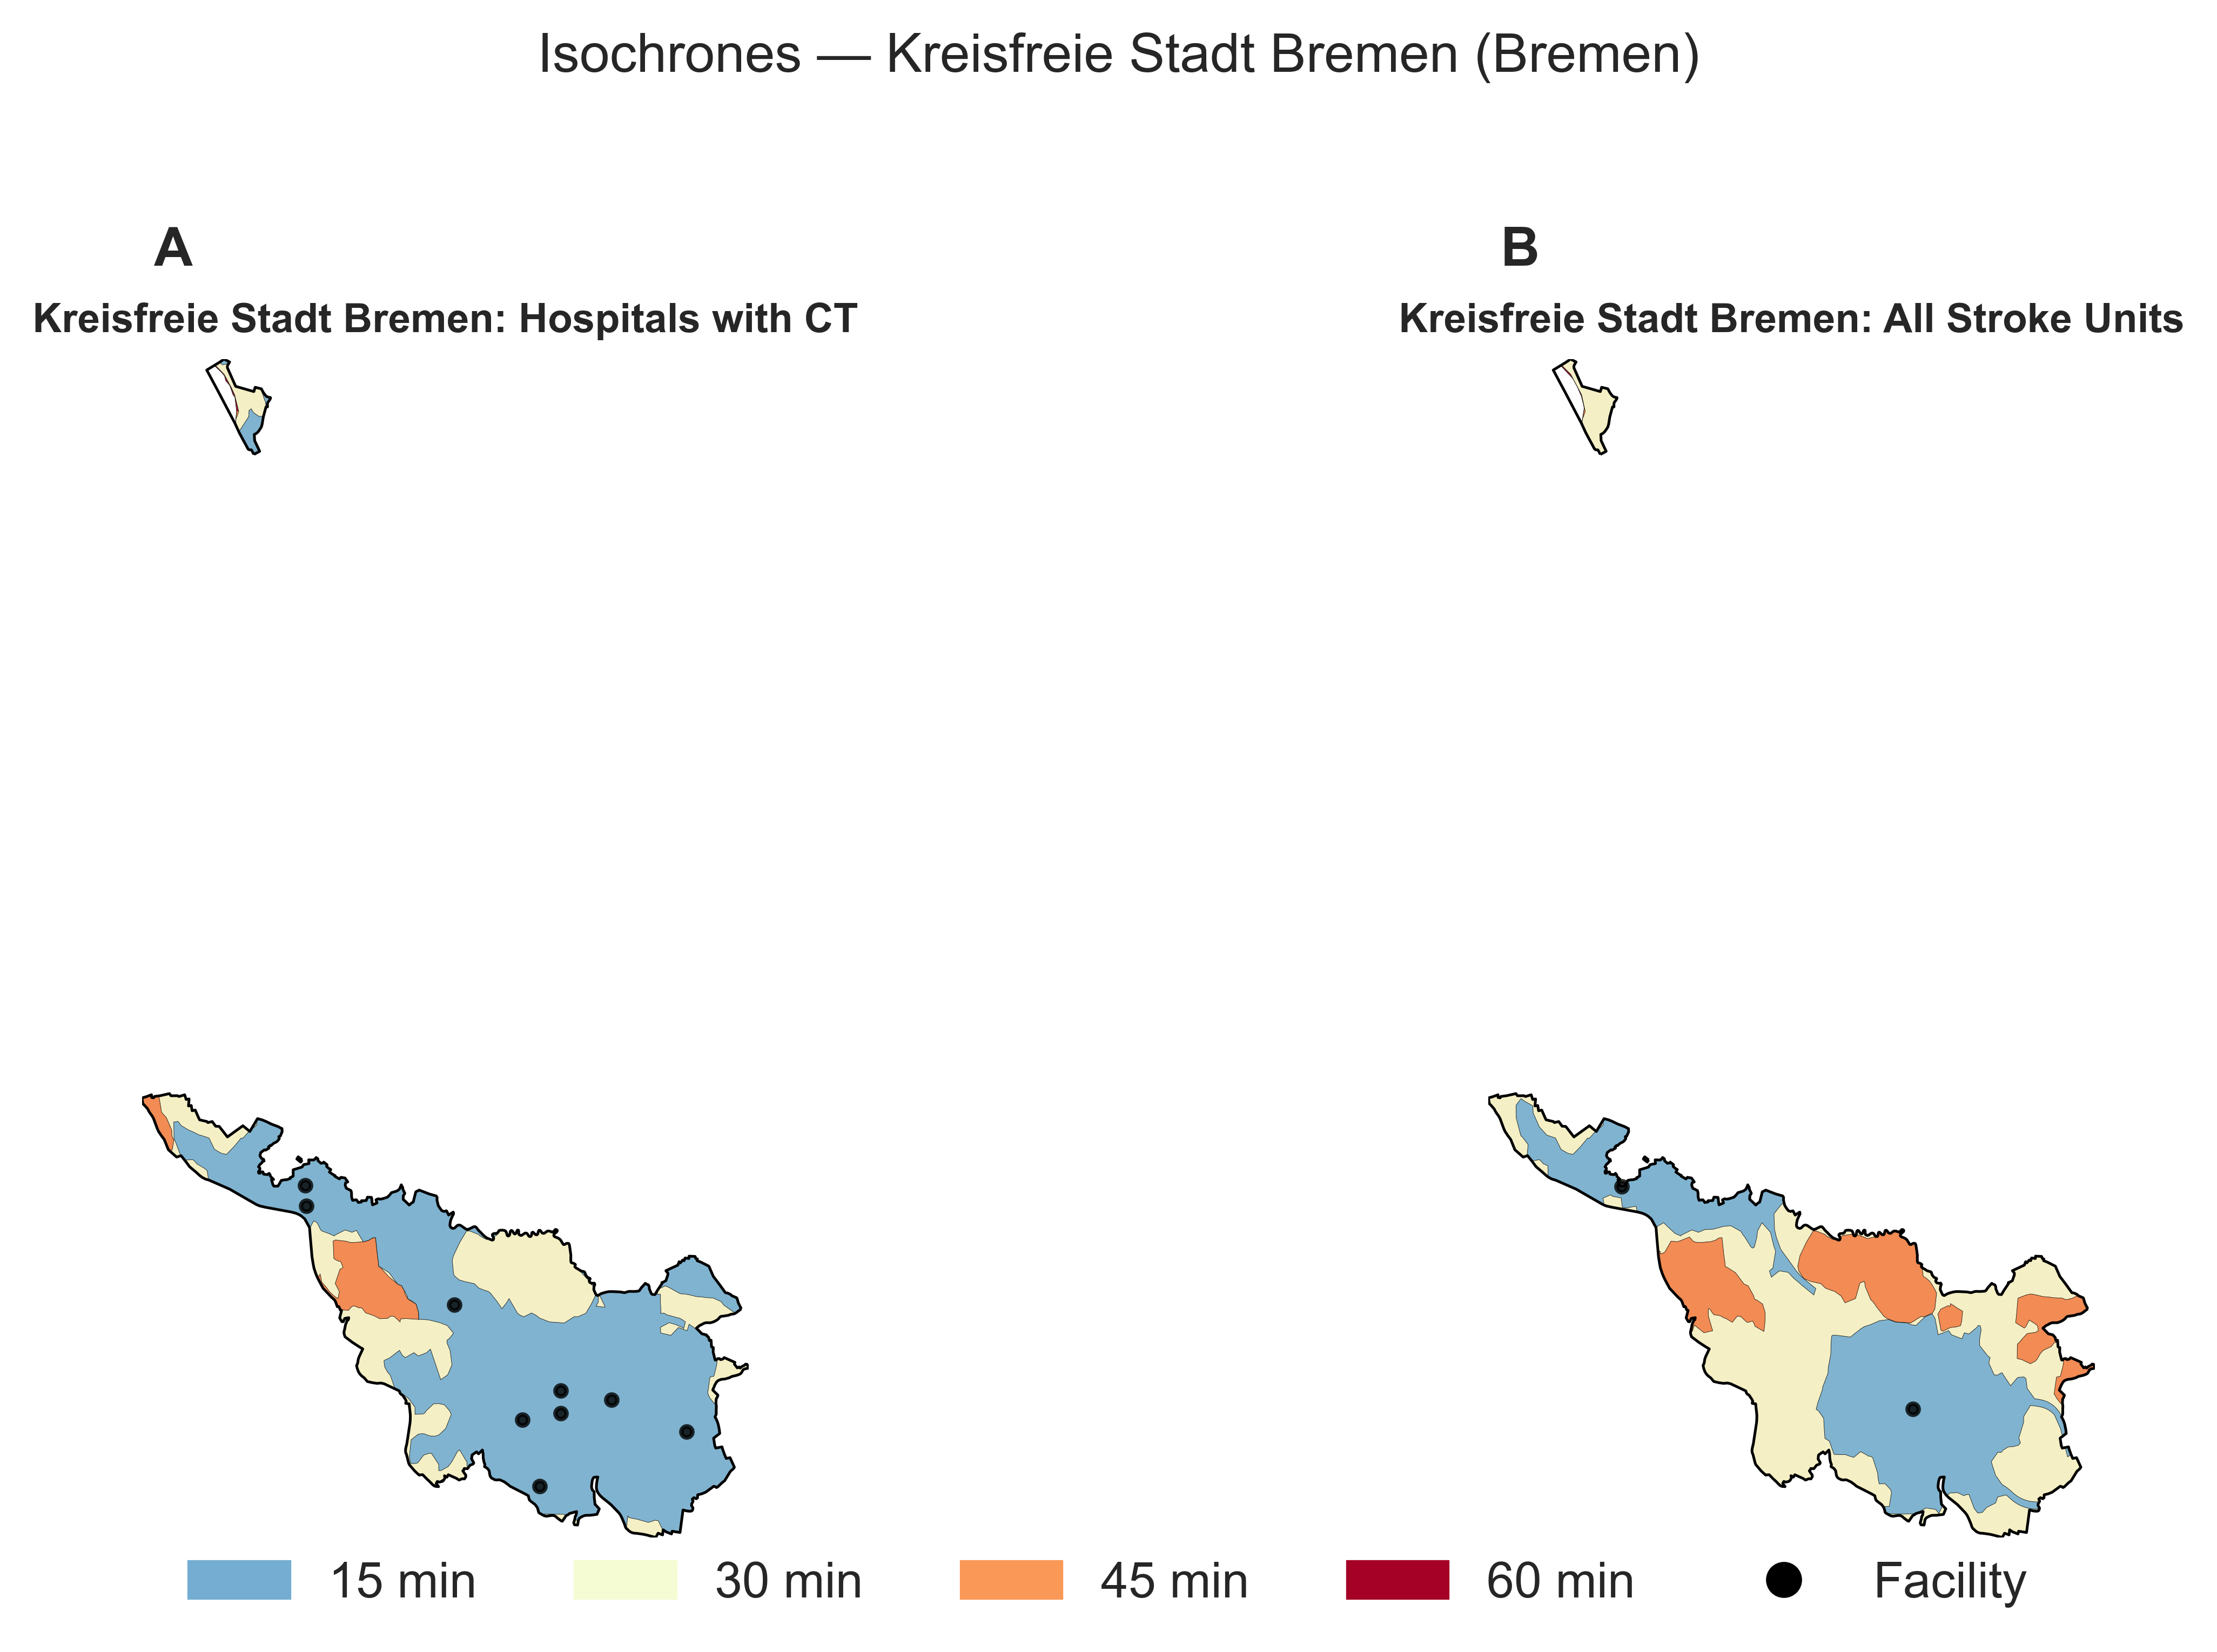 Isochrones — Kreisfreie Stadt Bremen (Bremen)
A
Kreisfreie Stadt Bremen: Hospitals with CT
B
Kreisfreie Stadt Bremen: All Stroke Units
15 min
30 min
45 min
60 min
Facility